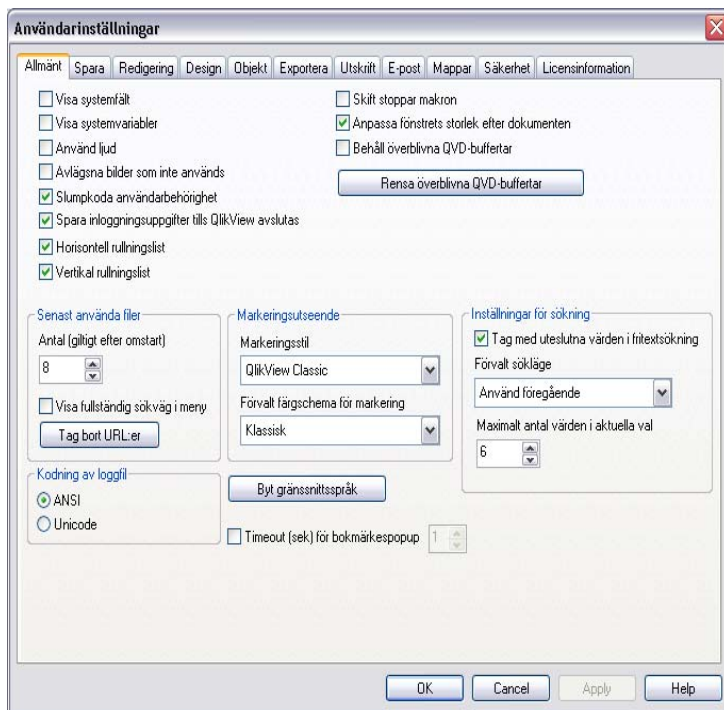 Användarinställningar
Allmänt Spara Redigering Design Objekt Exportera Utskrift E-post Mappar Säkerhet Licensinformation
Visa systemfält
Visa systemvariabler
Använd ljud
Avlägsna bilder som inte används
Slumpkoda användarbehörighet
Spara inloggningsuppgifter tills QlikView avslutas
Horisontell rullningslist
Vertikal rullningslist
Skift stoppar makron
Anpassa fönstrets storlek efter dokumenten
Behåll överblivna QVD-buffertar
Rensa överblivna QVD-buffertar
Senast använda filer
Antal (giltigt efter omstart)
8
Visa fullständig sökväg i meny
Tag bort URL:er
Markeringsutseende
Markeringsstil
QlikView Classic
Förvalt färgschema för markering
Klassisk
Inställningar för sökning
Tag med uteslutna värden i fritextsökning
Förvalt sökläge
Använd föregående
Maximalt antal värden i aktuella val
6
Kodning av loggfil
ANSI
Unicode
Byt gränssnittsspråk
Timeout (sek) för bokmärkespopup 1
OK Cancel Apply Help